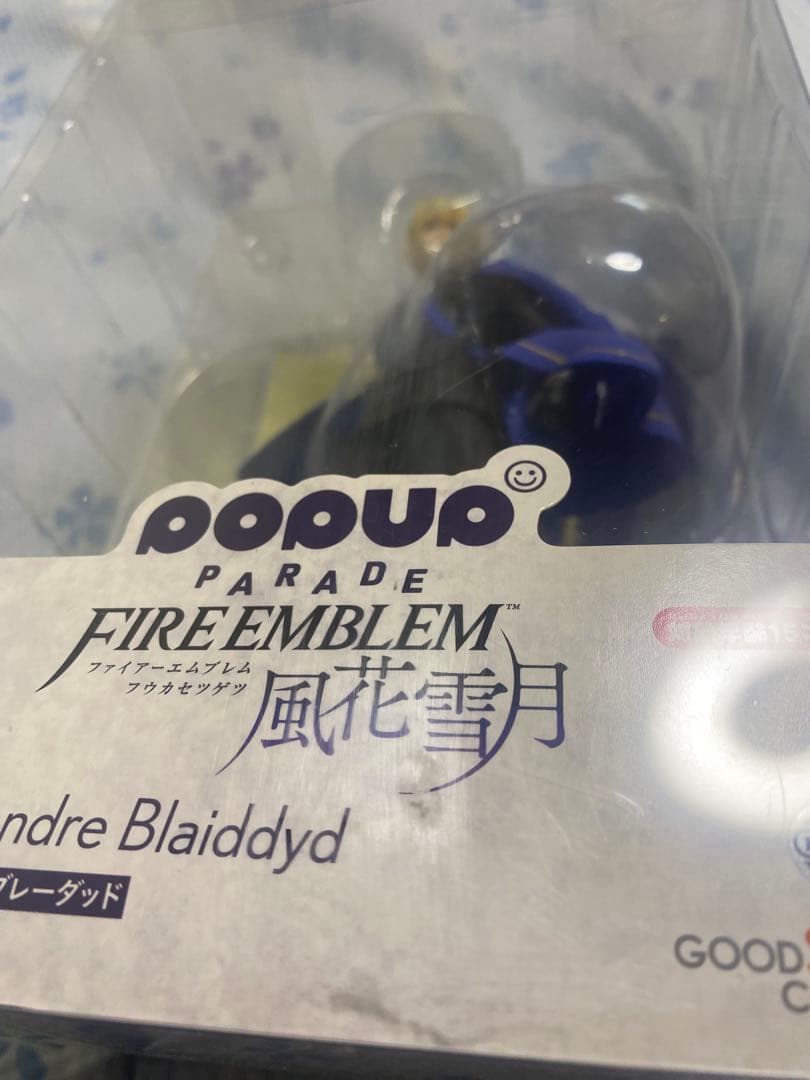 POPUP
PARADE
FIRE EMBLEM™
ファイアーエムブレム
フウカセツゲツ
風花雪月
ndre Blaiddyd
ブレーダッド
GOOD
C